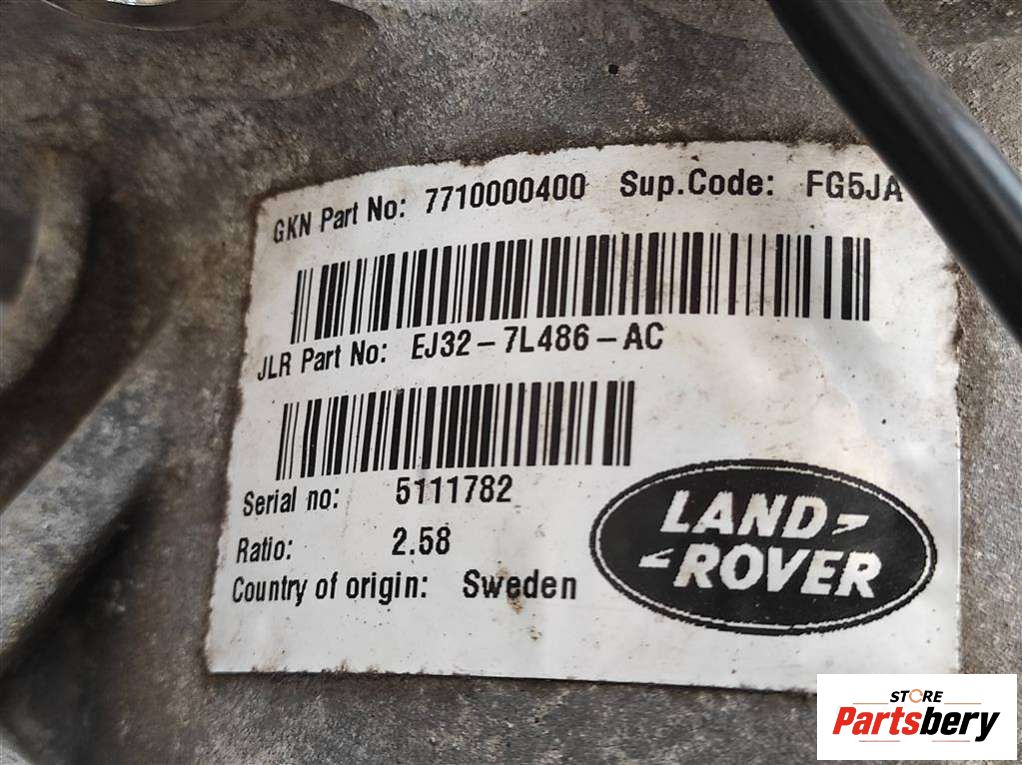 GKN Part No: 7710000400 Sup.Code: FG5JA
JLR Part No: EJ32-7L486-AC
Serial no: 5111782
Ratio: 2.58
Country of origin: Sweden
LAND
ROVER
STORE
Partsbery